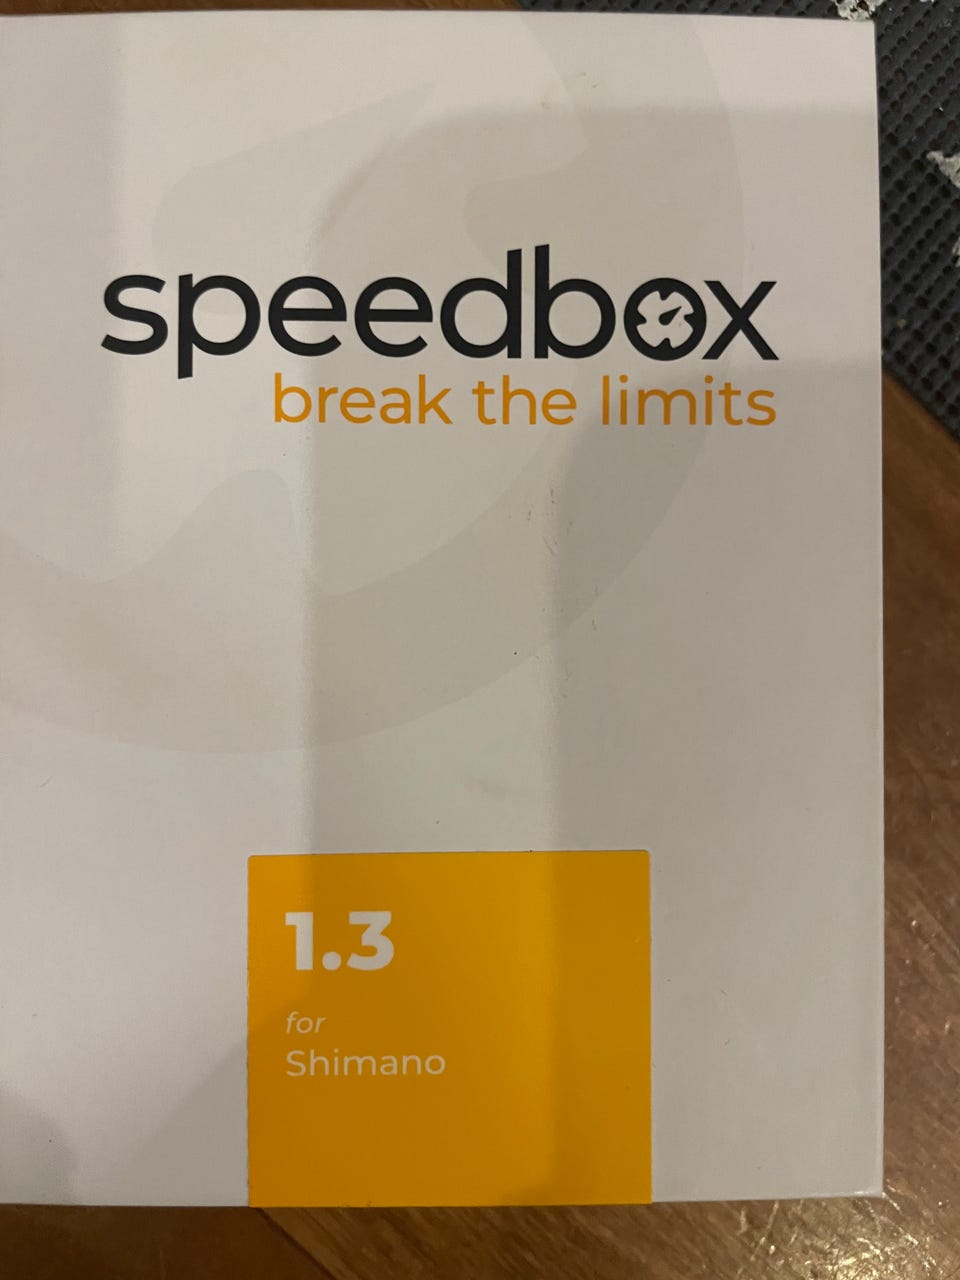 speedbox
break the limits
1.3
for
Shimano